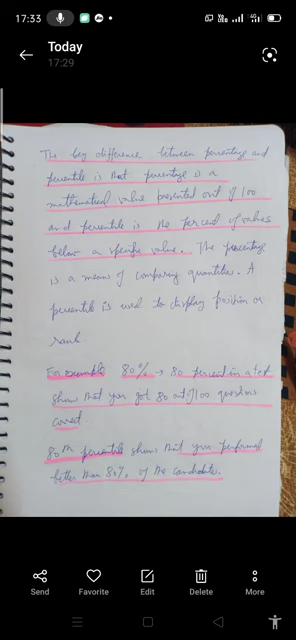 17:33
Today
17:29
The key difference between percentage and
percentile is that percentage is a
mathematical value presented out of 100
and percentile is the percent of values
below a specific value. The percentage
is a means of comparing quantities. A
percentile is used to display position or
rank
For example 80% → 80 percent in a test
shows that you got 80 out of 100 questions
correct.
80th percentile shows that you performed
better than 80% of the candidate.
Send
Favorite
Edit
Delete
More